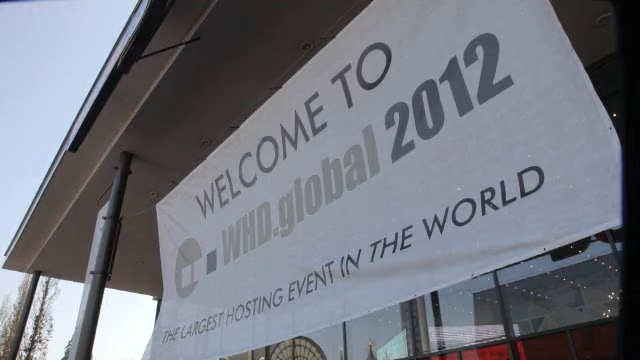 WELCOME TO
WHD.global 2012
THE LARGEST HOSTING EVENT IN THE WORLD